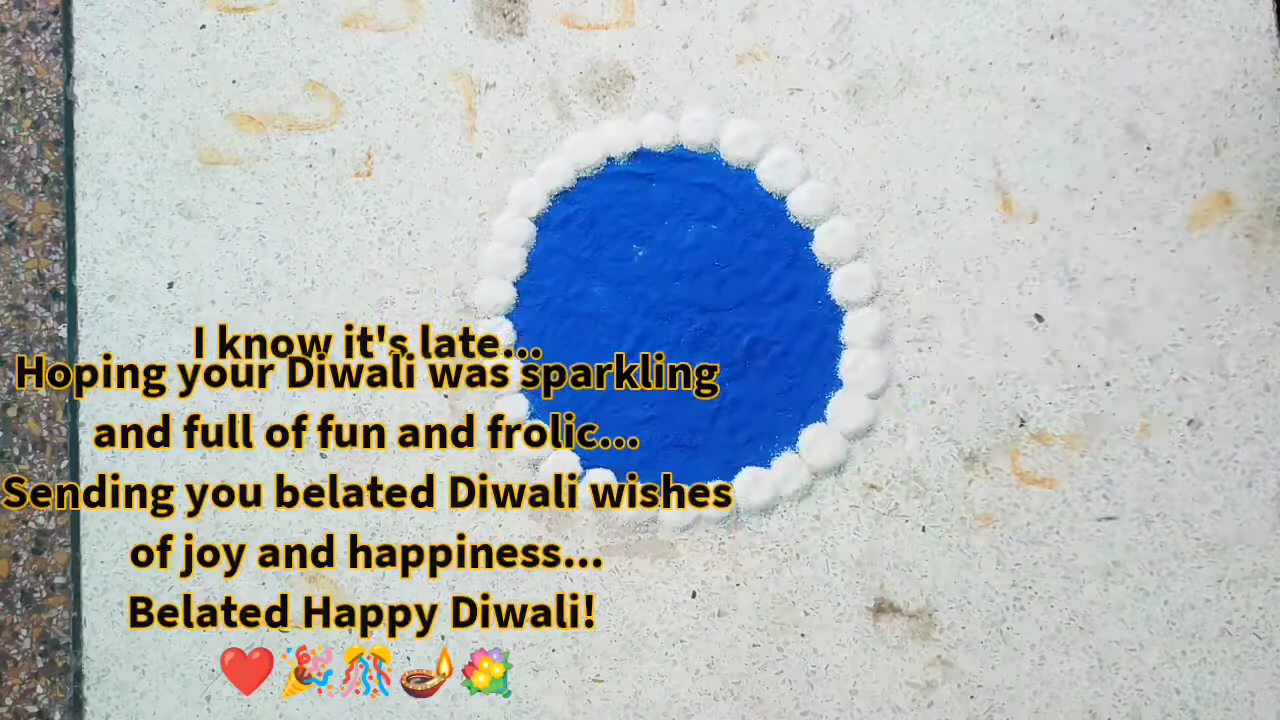 I know it's late...
Hoping your Diwali was sparkling
and full of fun and frolic...
Sending you belated Diwali wishes
of joy and happiness...
Belated Happy Diwali!
❤️🎉🎊🪔💐